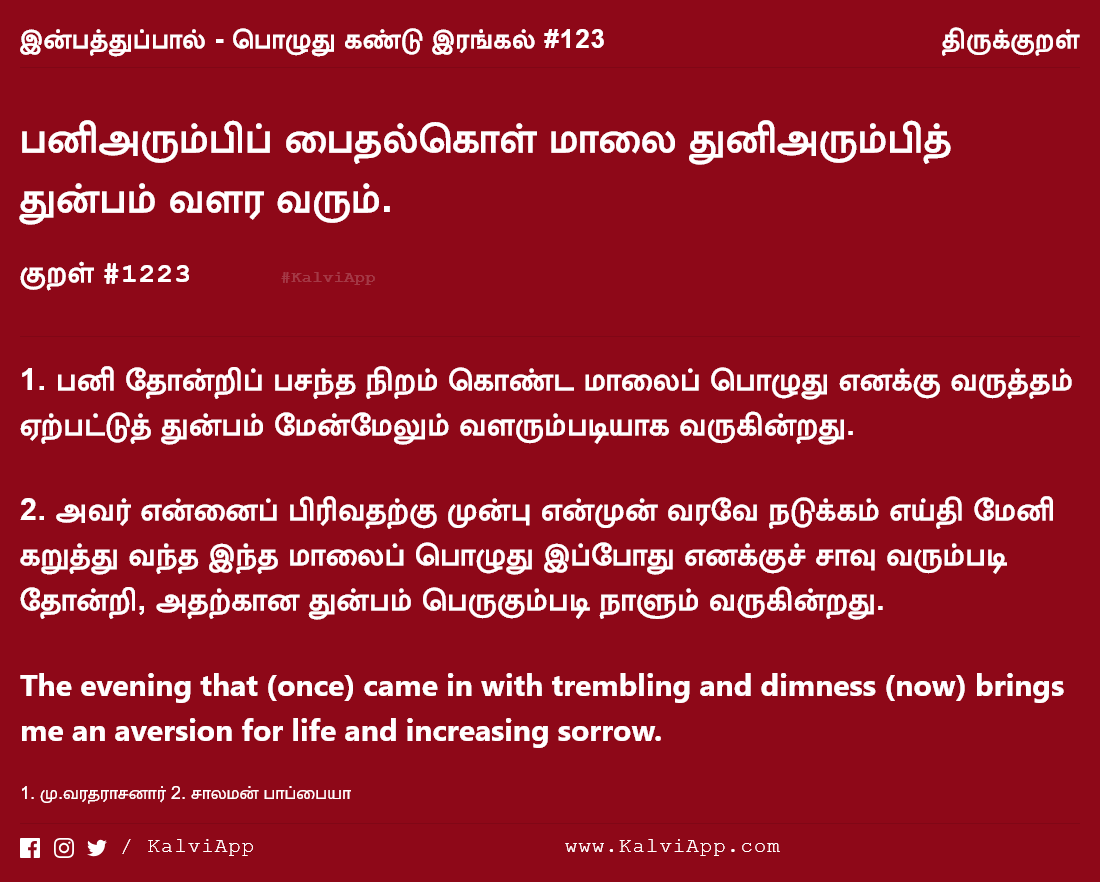 இன்பத்துப்பால் - பொழுது கண்டு இரங்கல் #123 திருக்குறள்
பனிஅரும்பிப் பைதல்கொள் மாலை துனிஅரும்பித்
துன்பம் வளர வரும்.
குறள் #1223 #KalviApp
1. பனி தோன்றிப் பசந்த நிறம் கொண்ட மாலைப் பொழுது எனக்கு வருத்தம்
ஏற்பட்டுத் துன்பம் மேன்மேலும் வளரும்படியாக வருகின்றது.
2. அவர் என்னைப் பிரிவதற்கு முன்பு என்முன் வரவே நடுக்கம் எய்தி மேனி
கறுத்து வந்த இந்த மாலைப் பொழுது இப்போது எனக்குச் சாவு வரும்படி
தோன்றி, அதற்கான துன்பம் பெருகும்படி நாளும் வருகின்றது.
The evening that (once) came in with trembling and dimness (now) brings
me an aversion for life and increasing sorrow.
1. மு.வரதராசனார் 2. சாலமன் பாப்பையா
/ KalviApp www.KalviApp.com